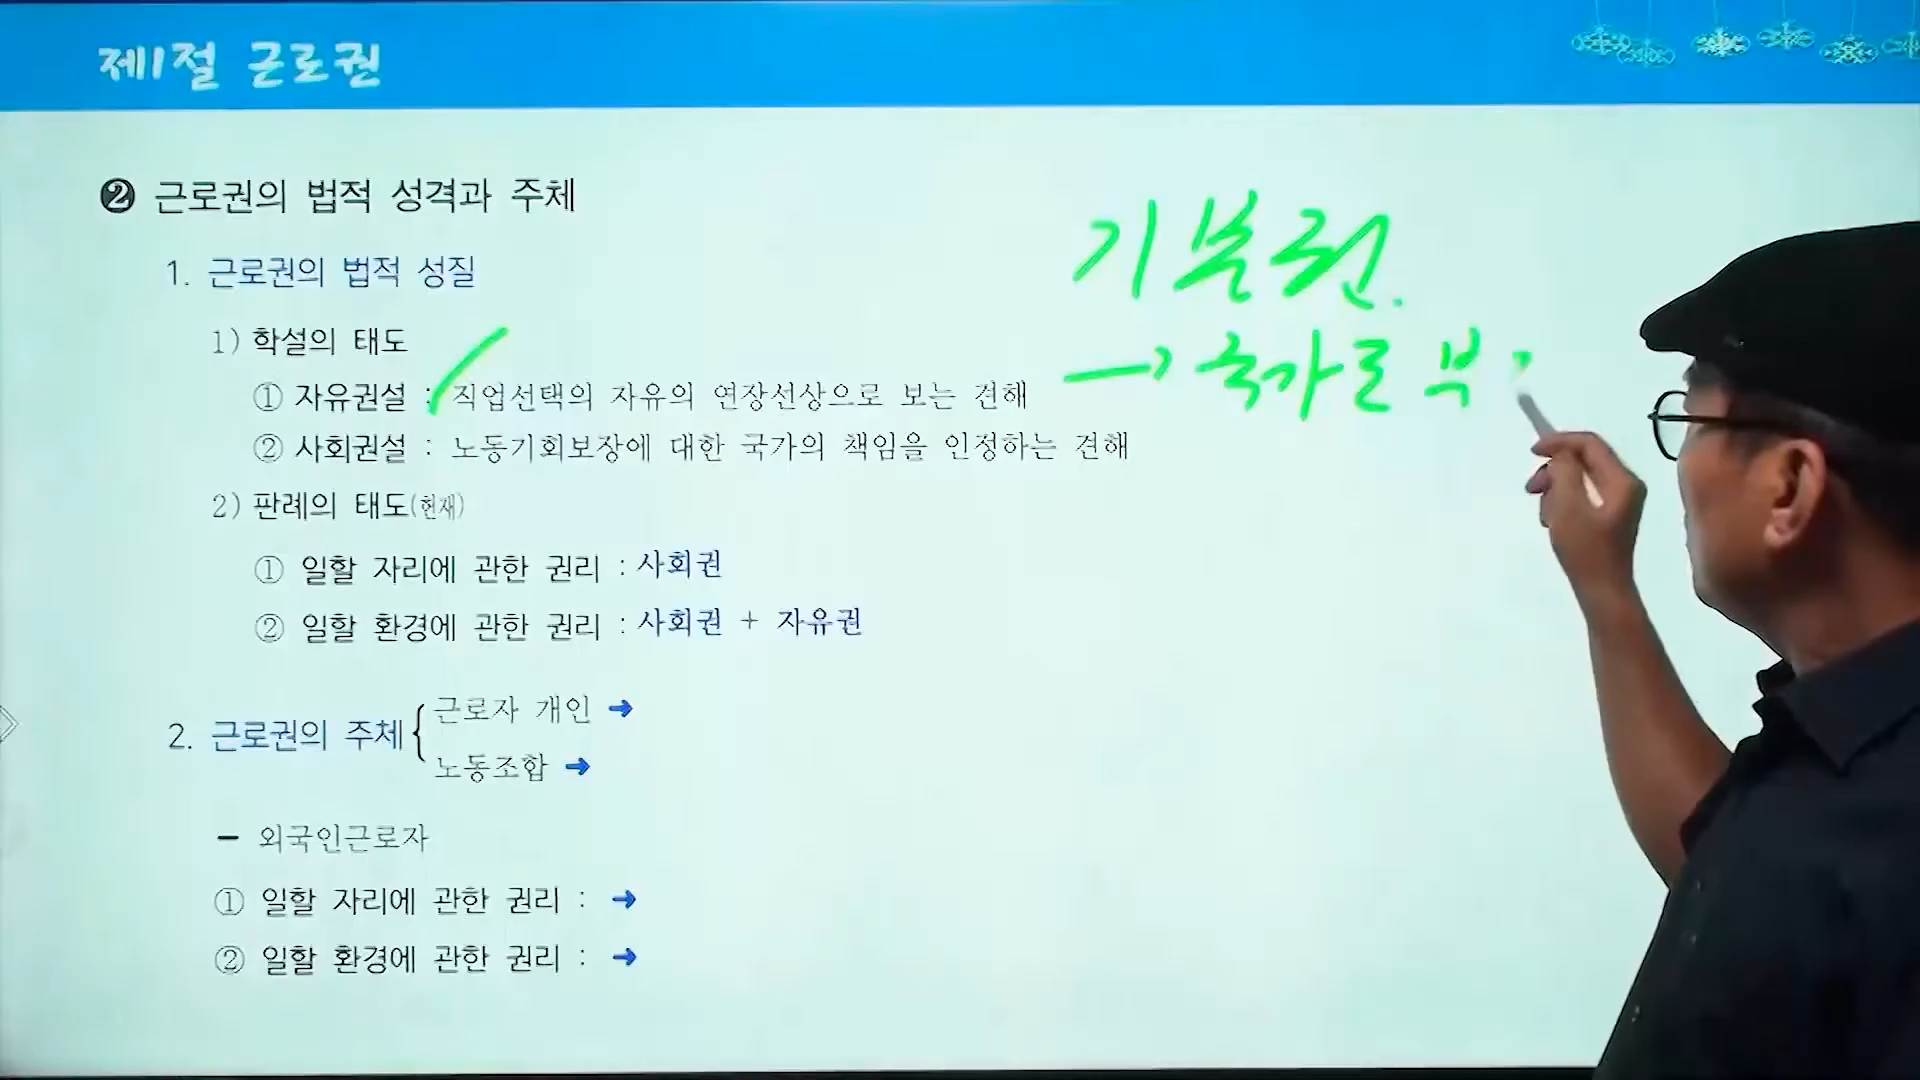 제1절 근로권
❷ 근로권의 법적 성격과 주체
1. 근로권의 법적 성질
1) 학설의 태도
① 자유권설 : 직업선택의 자유의 연장선상으로 보는 견해
② 사회권설 : 노동기회보장에 대한 국가의 책임을 인정하는 견해
2) 판례의 태도(헌재)
① 일할 자리에 관한 권리 : 사회권
② 일할 환경에 관한 권리 : 사회권 + 자유권
2. 근로권의 주체 {
근로자 개인 ➜
노동조합 ➜
- 외국인근로자
① 일할 자리에 관한 권리 : ➜
② 일할 환경에 관한 권리 : ➜
기본권.
→ 국가로 부